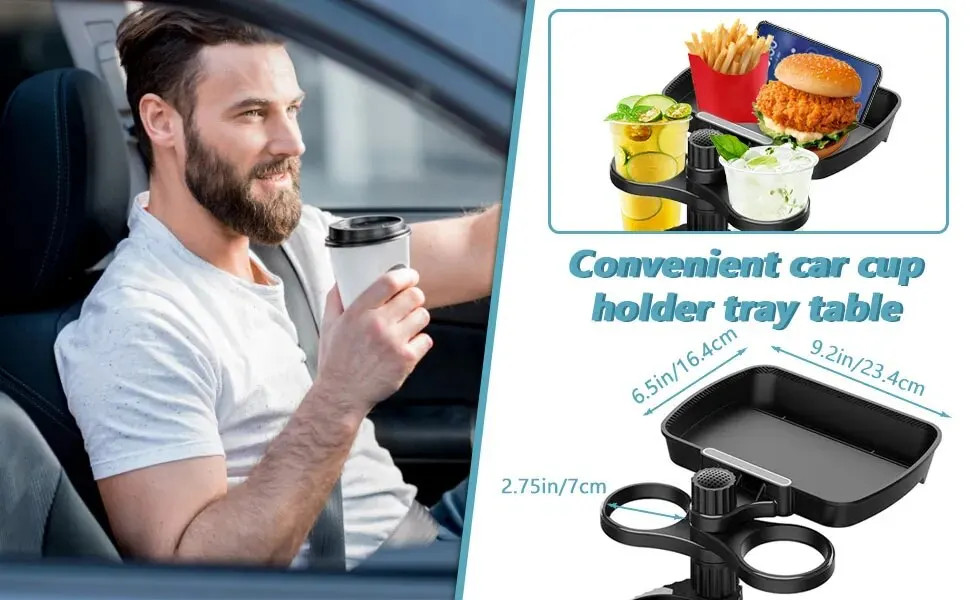 Convenient car cup
holder tray table
6.5in/16.4cm
9.2in/23.4cm
2.75in/7cm